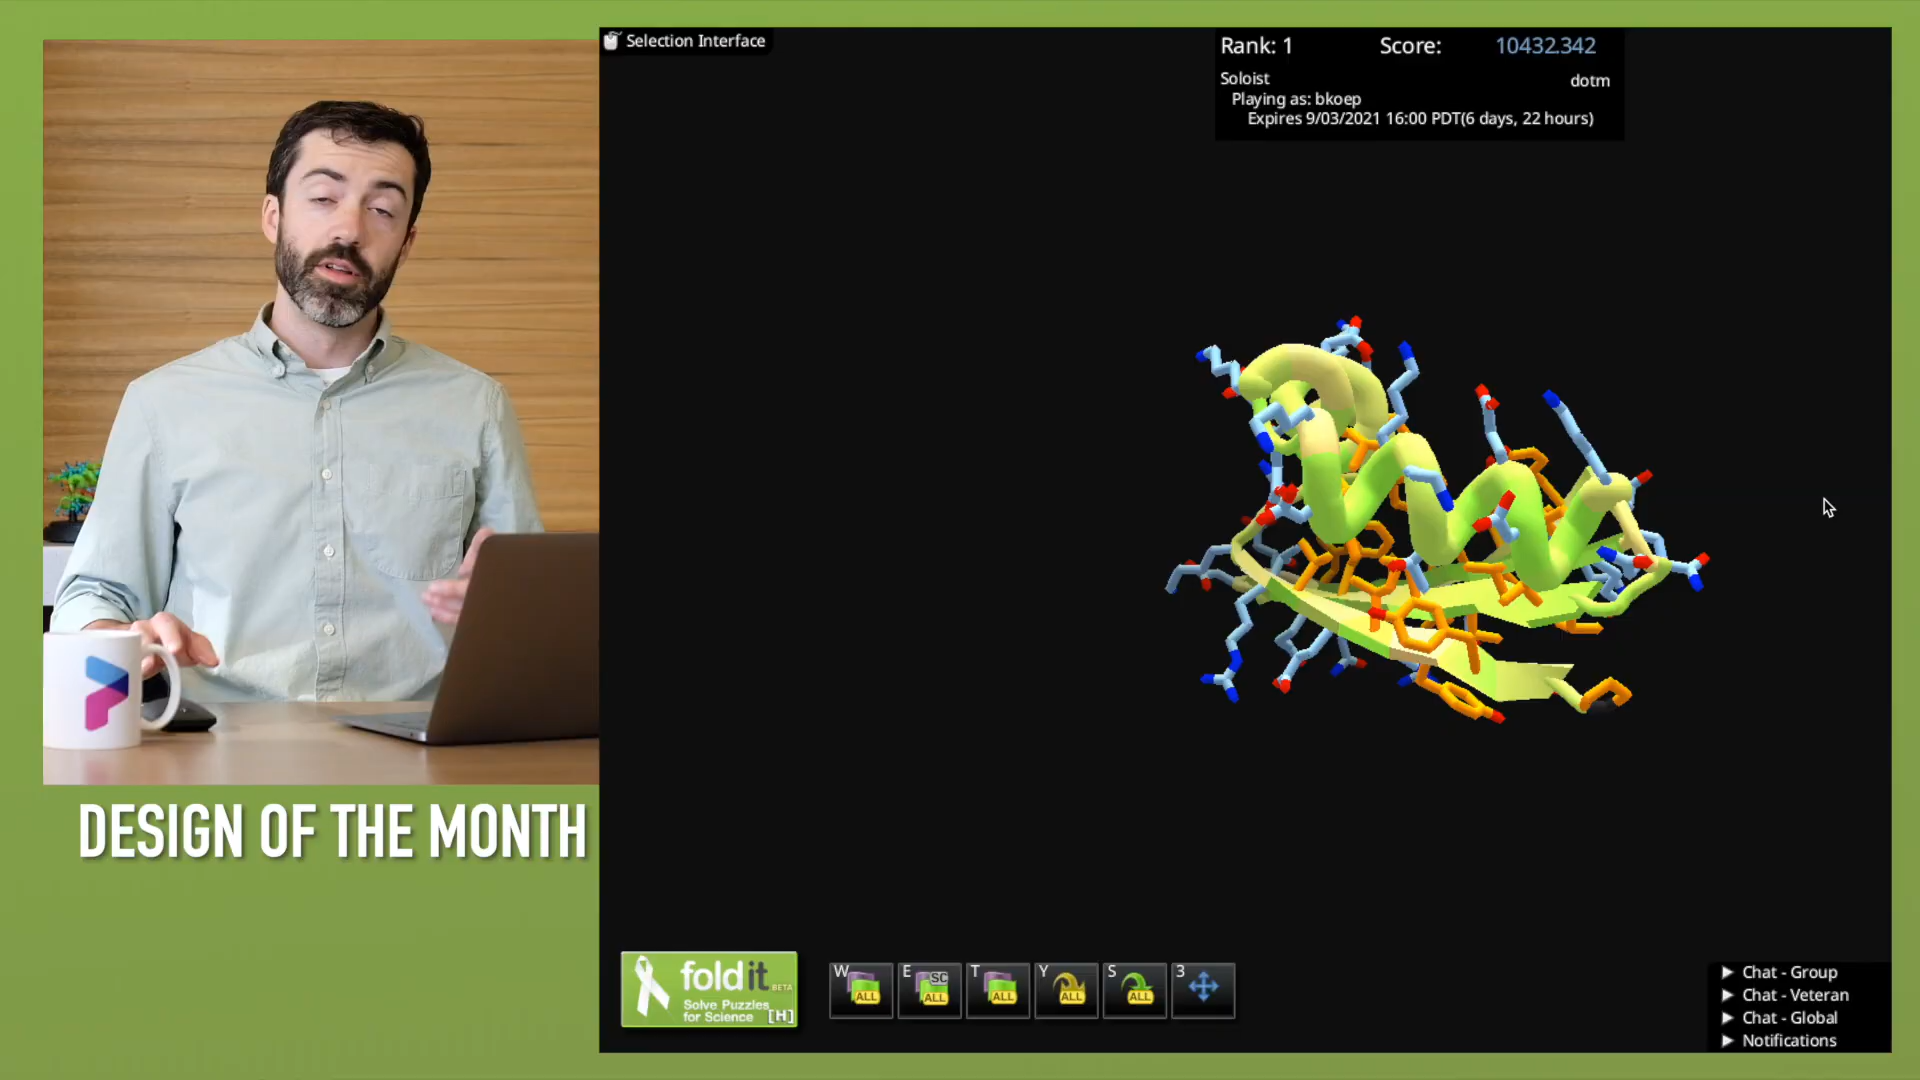 Selection Interface
Rank: 1 Score: 10432.342
Soloist dotm
Playing as: bkoep
Expires 9/03/2021 16:00 PDT(6 days, 22 hours)
DESIGN OF THE MONTH
foldit BETA
Solve Puzzles
for Science [H]
W E T Y S 3
SC
ALL ALL ALL ALL ALL
Chat - Group
Chat - Veteran
Chat - Global
Notifications